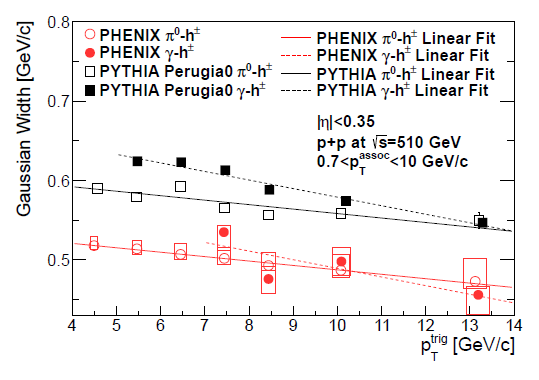 0.8
0.7
0.6
0.5
Gaussian Width [GeV/c]
PHENIX π⁰-h±
PHENIX γ-h±
PYTHIA Perugia0 π⁰-h±
PYTHIA Perugia0 γ-h±
PHENIX π⁰-h± Linear Fit
PHENIX γ-h± Linear Fit
PYTHIA π⁰-h± Linear Fit
PYTHIA γ-h± Linear Fit
|η|<0.35
p+p at √s=510 GeV
0.7<p_T^assoc<10 GeV/c
4 5 6 7 8 9 10 11 12 13 14
p_T^trig [GeV/c]